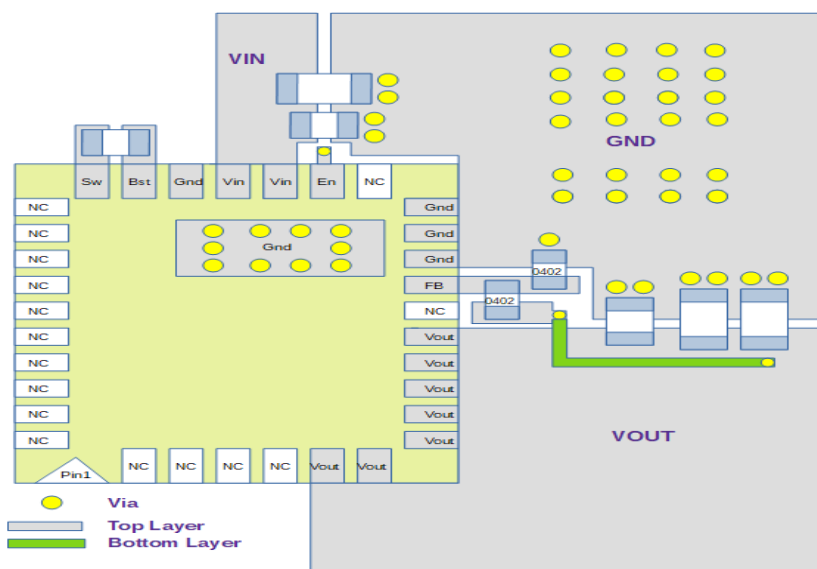 VIN
GND
Sw Bst Gnd Vin Vin En NC
NC Gnd
NC Gnd
Gnd
NC Gnd
NC FB 0402 0402
NC NC
NC Vout
NC Vout
NC Vout
NC Vout
NC Vout
VOUT
Pin1 NC NC NC NC Vout Vout
Via
Top Layer
Bottom Layer